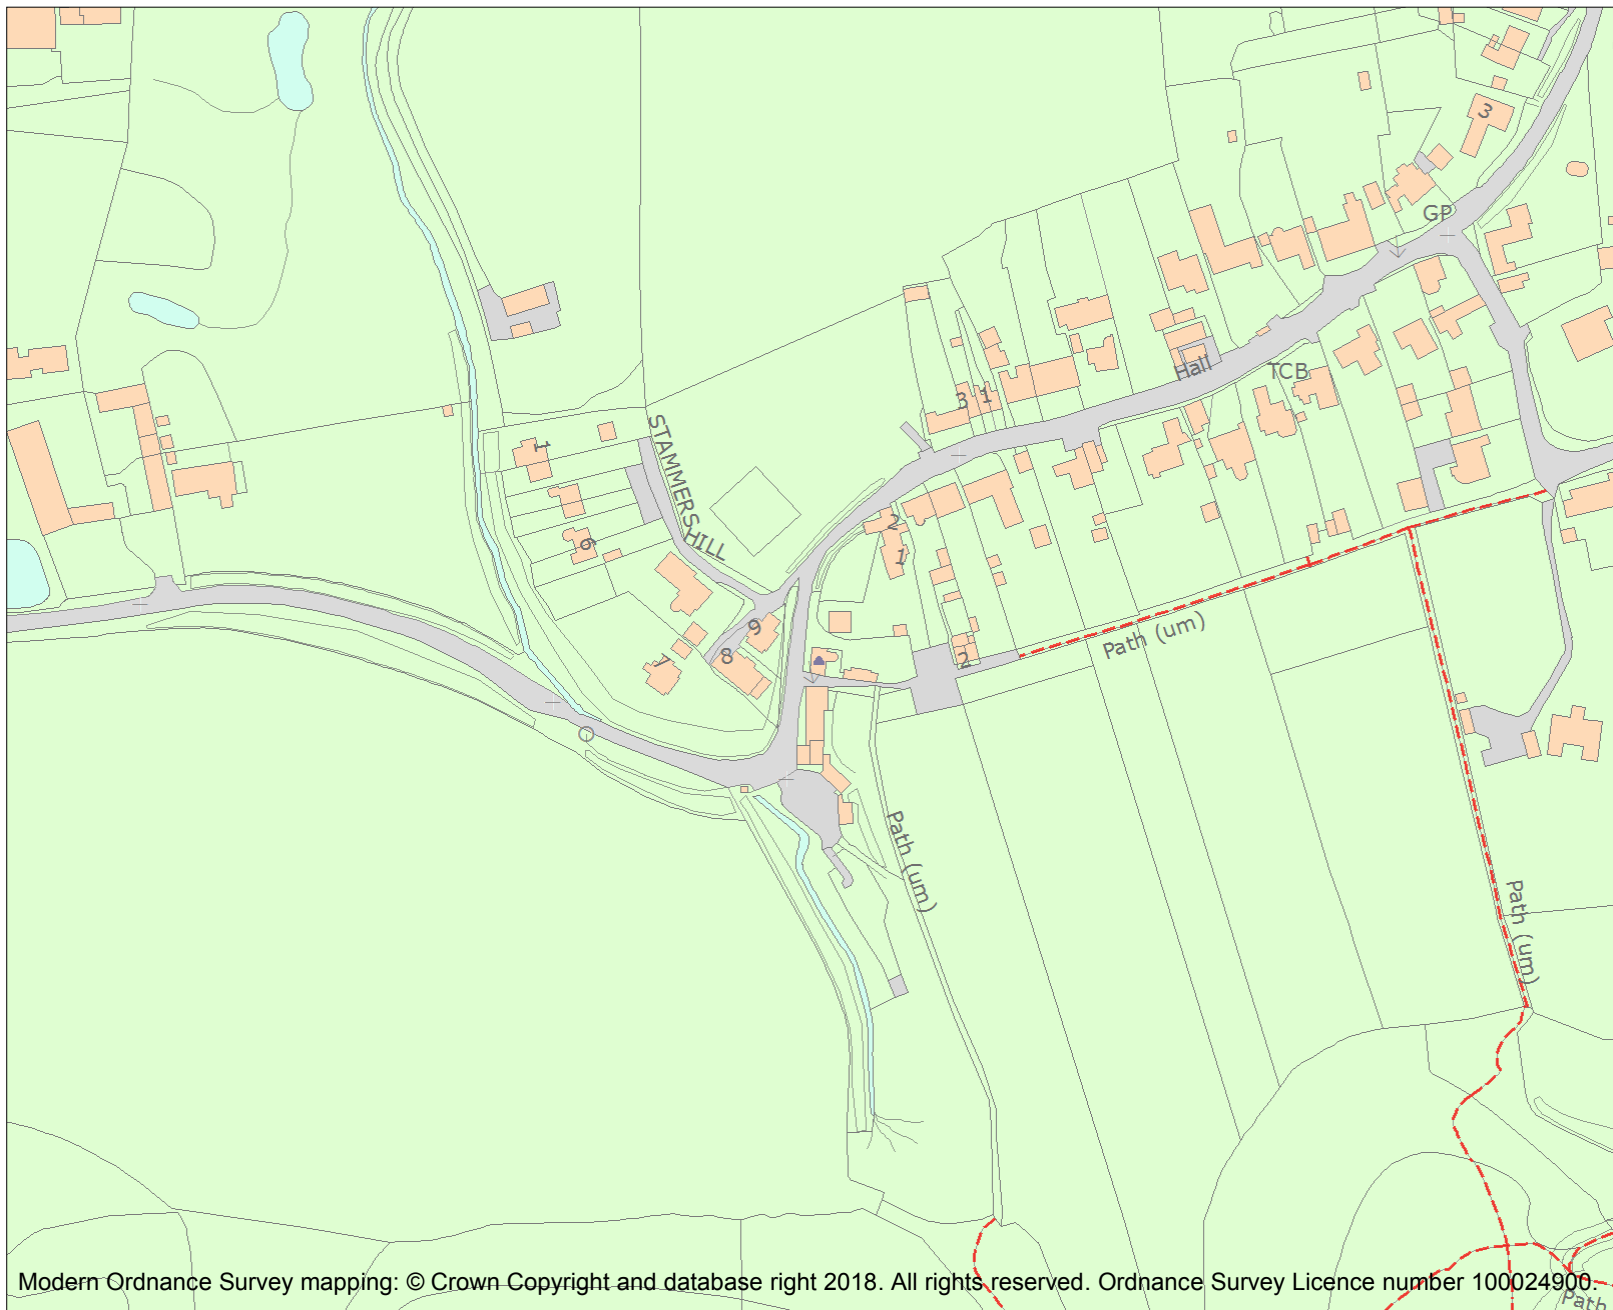 3
GP
Hall
TCB
3 1
STAMMERS HILL
1
6
2
1
9
8
7
2
Path (um)
Path (um)
Path (um)
Modern Ordnance Survey mapping: © Crown Copyright and database right 2018. All rights reserved. Ordnance Survey Licence number 100024900.
Path